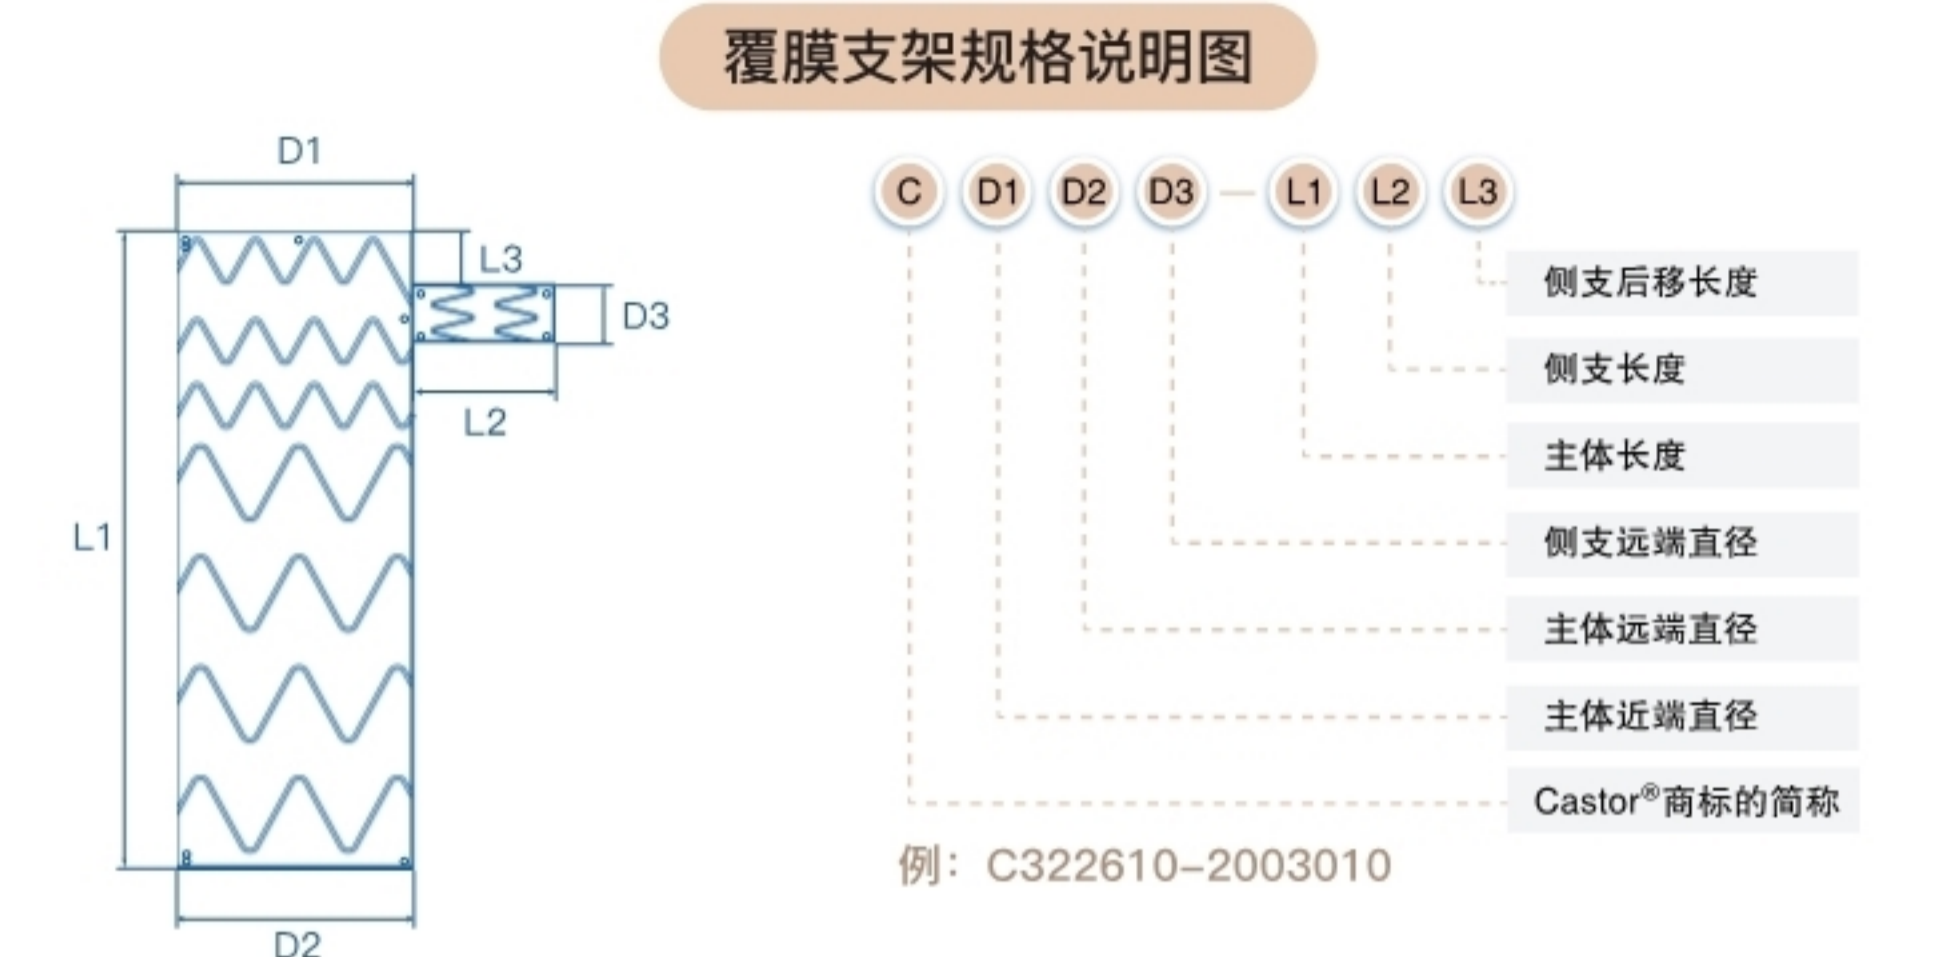 覆膜支架规格说明图
D1
L3
D3
L2
L1
D2
C D1 D2 D3 — L1 L2 L3
侧支后移长度
侧支长度
主体长度
侧支远端直径
主体远端直径
主体近端直径
Castor®商标的简称
例：C322610–2003010